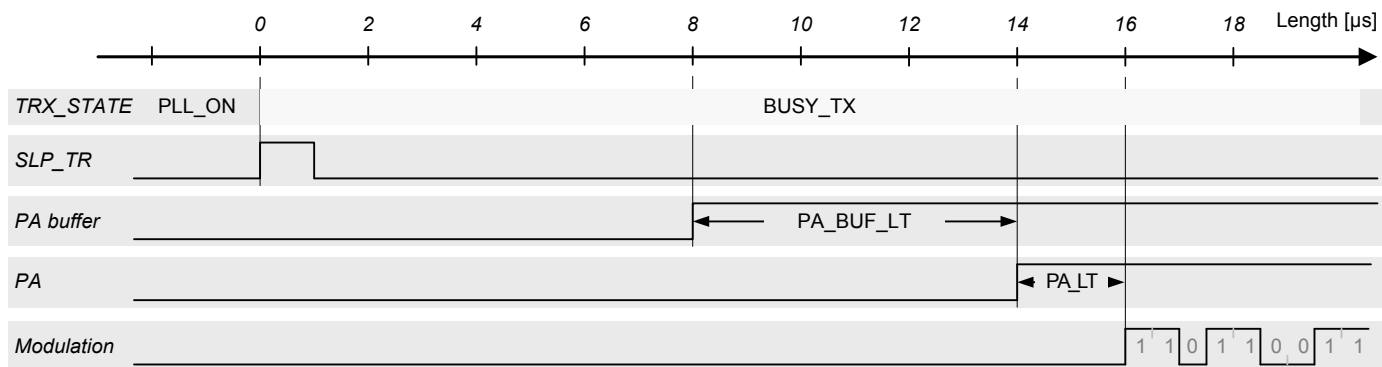 0 2 4 6 8 10 12 14 16 18 Length [µs]
TRX_STATE PLL_ON BUSY_TX
SLP_TR
PA buffer PA_BUF_LT
PA PA_LT
Modulation 1 1 0 1 1 0 0 1 1